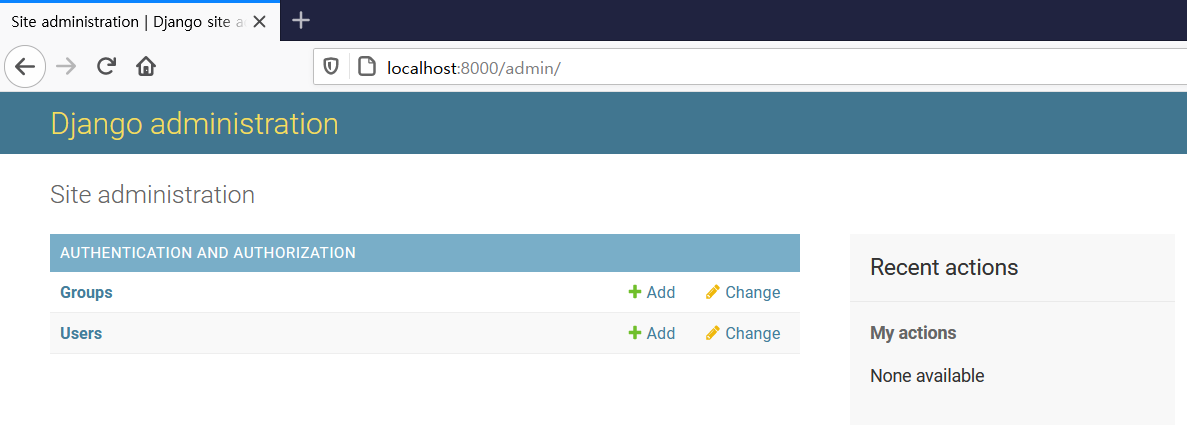 Site administration | Django site a
localhost:8000/admin/
Django administration
Site administration
AUTHENTICATION AND AUTHORIZATION
Groups Add Change
Users Add Change
Recent actions
My actions
None available